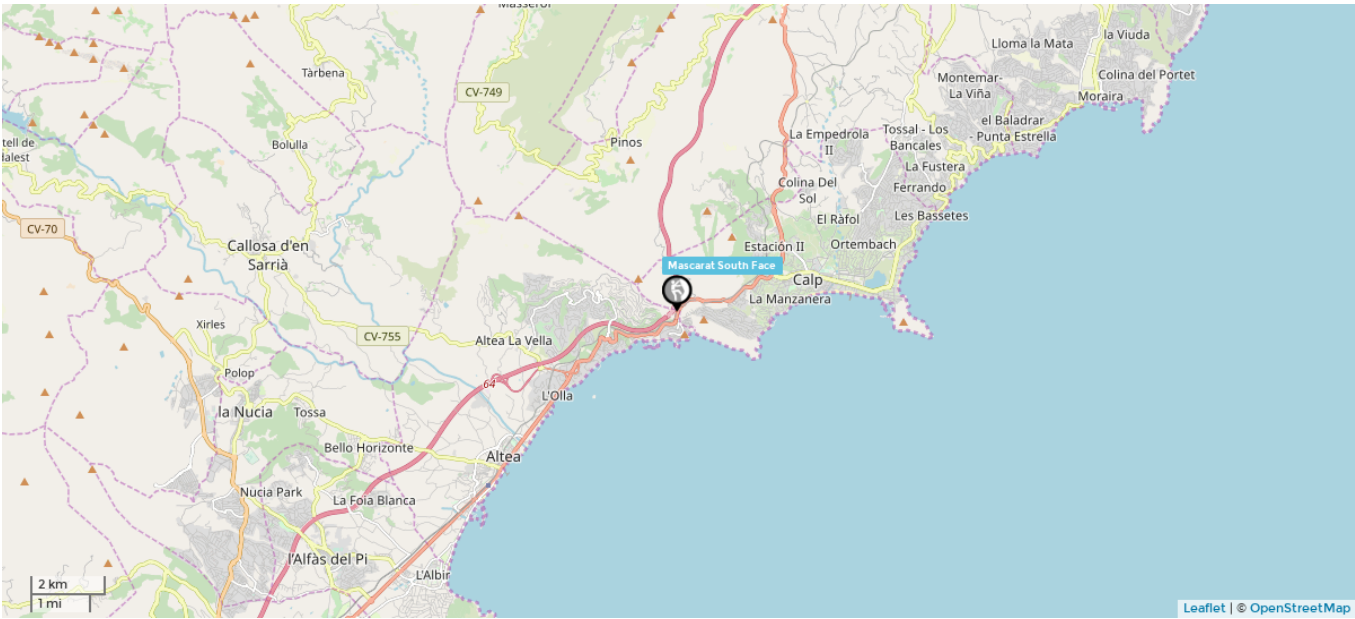 Masserof
la Viuda
Lloma la Mata
Tàrbena
Colina del Portet
Montemar-
La Viña
CV-749
Moraira
el Baladrar
- Punta Estrella
La Empedrola
II
Tossal - Los
Bancales
Pinos
Bolulla
tell de
dalest
La Fustera
Colina Del
Sol
Ferrando
El Ràfol
Les Bassetes
CV-70
Callosa d'en
Sarrià
Estación II
Ortembach
Mascarat South Face
Calp
La Manzanera
Xirles
CV-755
Altea La Vella
Polop
64
L'Olla
la Nucia
Tossa
Bello Horizonte
Altea
Nucia Park
La Foia Blanca
l'Alfàs del Pi
L'Albir
2 km
1 mi
Leaflet | © OpenStreetMap